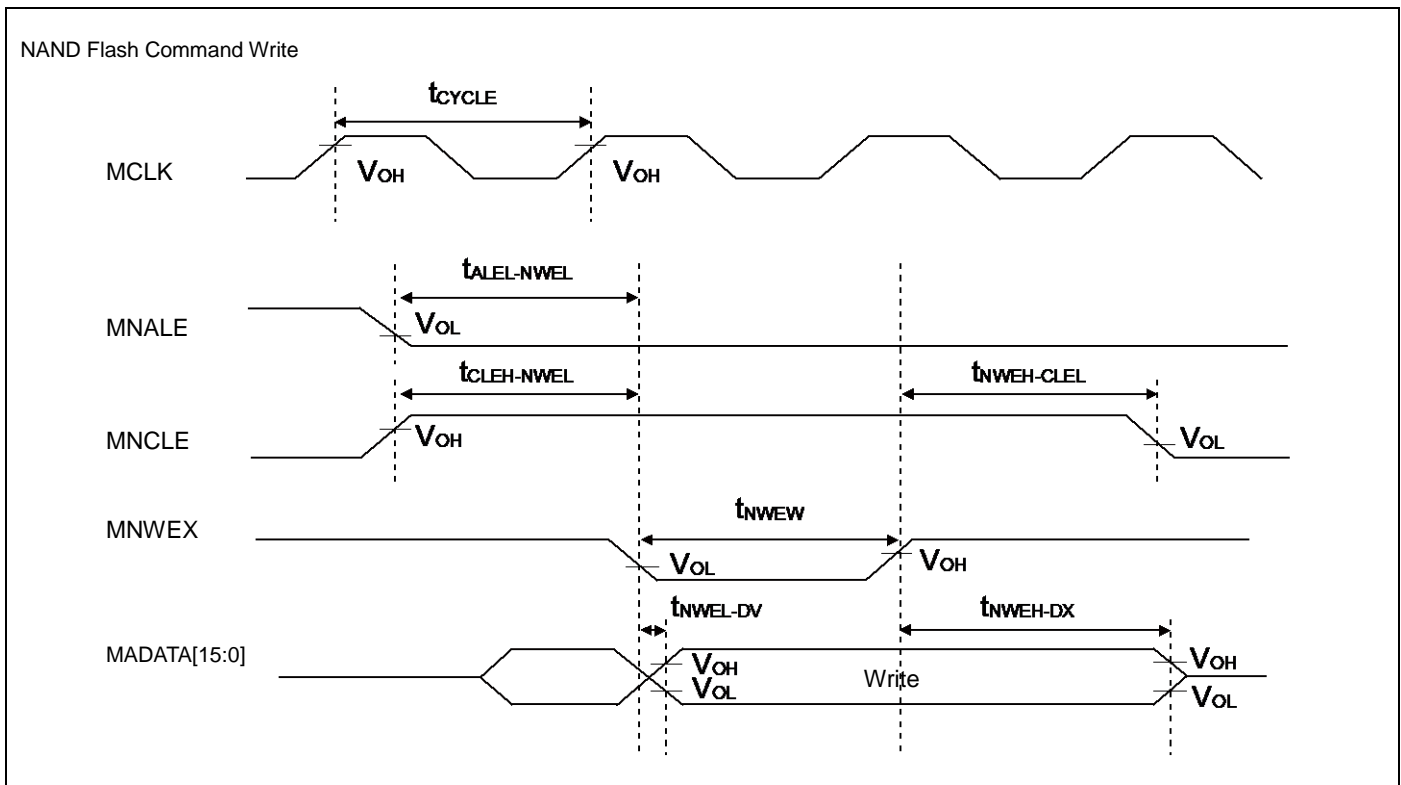 NAND Flash Command Write
tCYCLE
MCLK
VOH
VOH
tALEL-NWEL
MNALE
VOL
tCLEH-NWEL
tNWEH-CLEL
MNCLE
VOH
VOL
tNWEW
MNWEX
VOL
VOH
tNWEL-DV
tNWEH-DX
MADATA[15:0]
VOH
VOL
Write
VOH
VOL